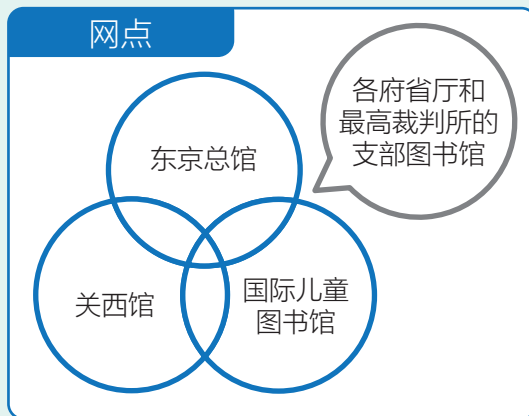 网点
各府省厅和
最高裁判所的
支部图书馆
东京总馆
关西馆
国际儿童
图书馆